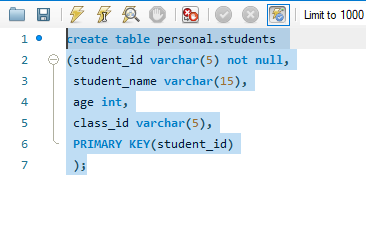 Limit to 1000
1 create table personal.students
2 (student_id varchar(5) not null,
3 student_name varchar(15),
4 age int,
5 class_id varchar(5),
6 PRIMARY KEY(student_id)
7 );